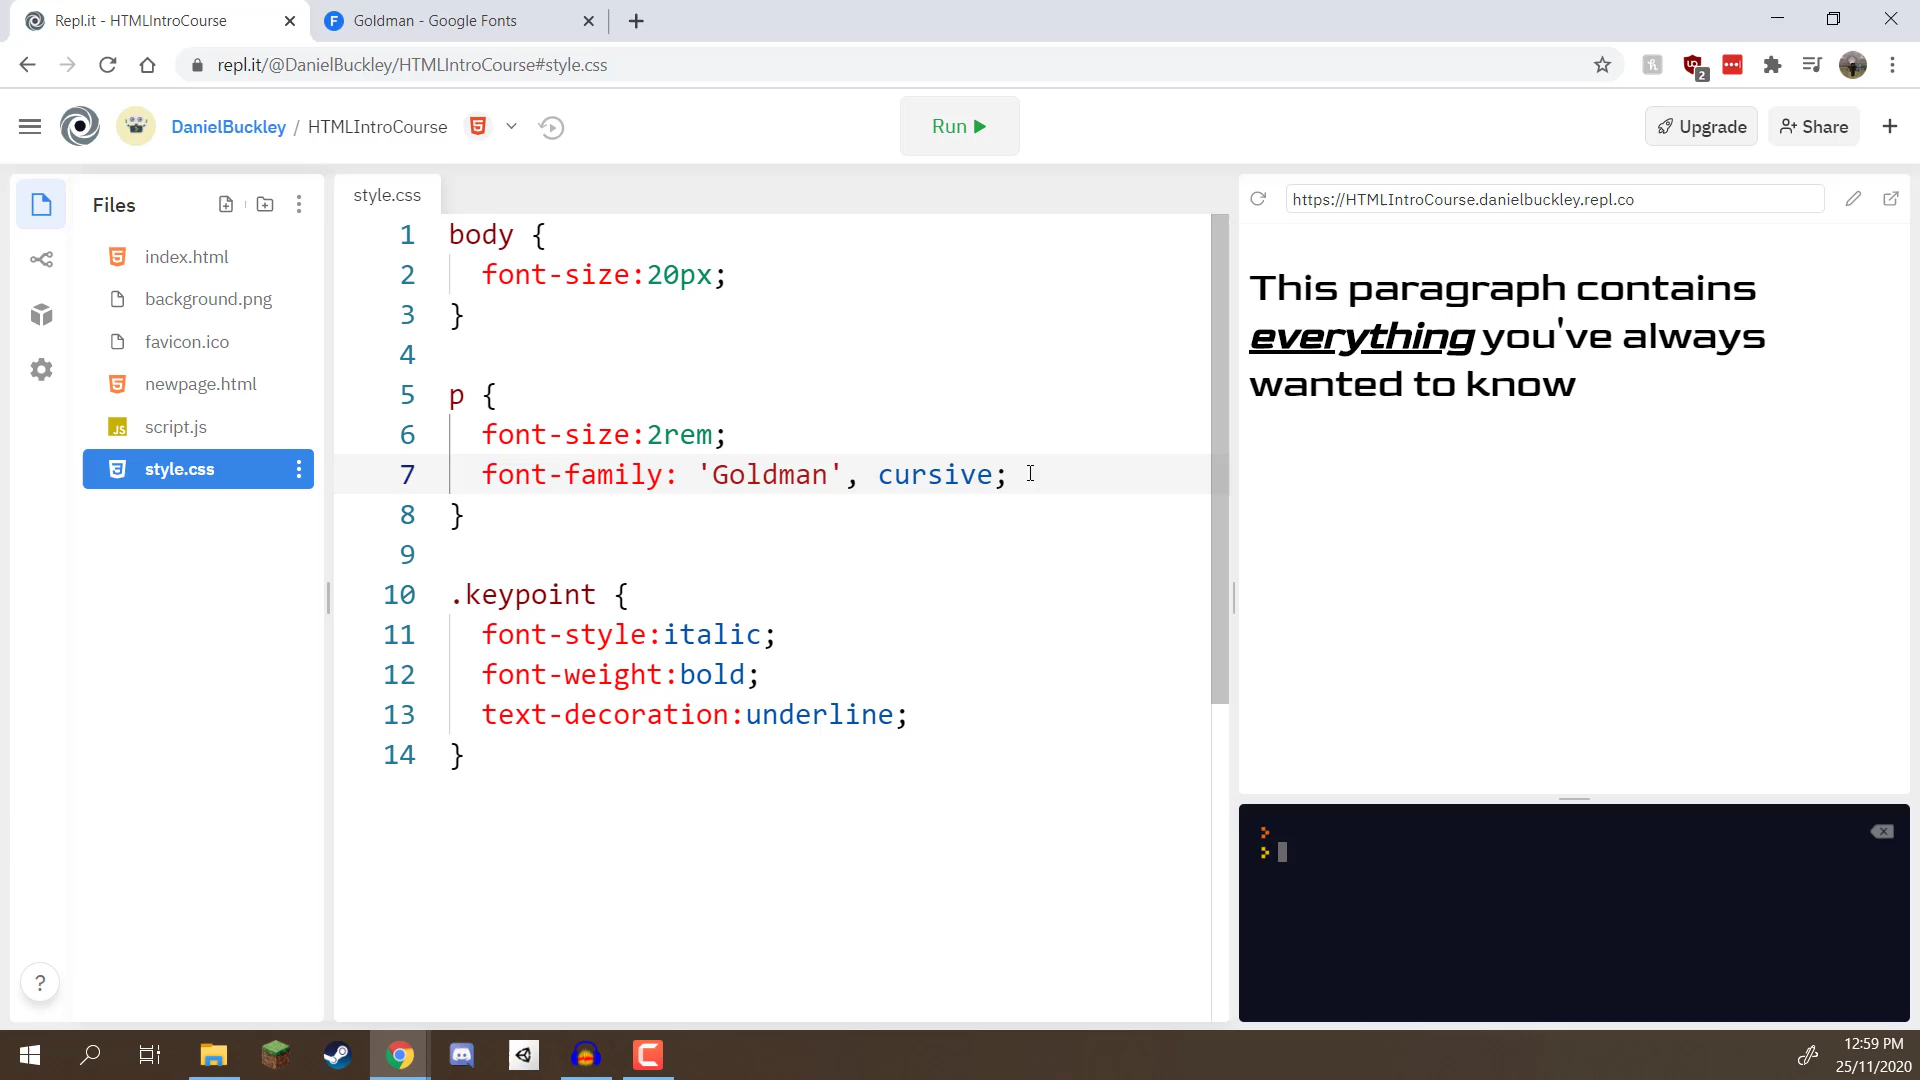 Repl.it - HTMLIntroCourse
Goldman - Google Fonts
repl.it/@DanielBuckley/HTMLIntroCourse#style.css
2
DanielBuckley / HTMLIntroCourse
Run
Upgrade
Share
Files
index.html
background.png
favicon.ico
newpage.html
JS script.js
style.css
style.css
1 body {
2 font-size:20px;
3 }
4
5 p {
6 font-size:2rem;
7 font-family: 'Goldman', cursive;
8 }
9
10 .keypoint {
11 font-style:italic;
12 font-weight:bold;
13 text-decoration:underline;
14 }
https://HTMLIntroCourse.danielbuckley.repl.co
This paragraph contains
everything you've always
wanted to know
?
12:59 PM
25/11/2020